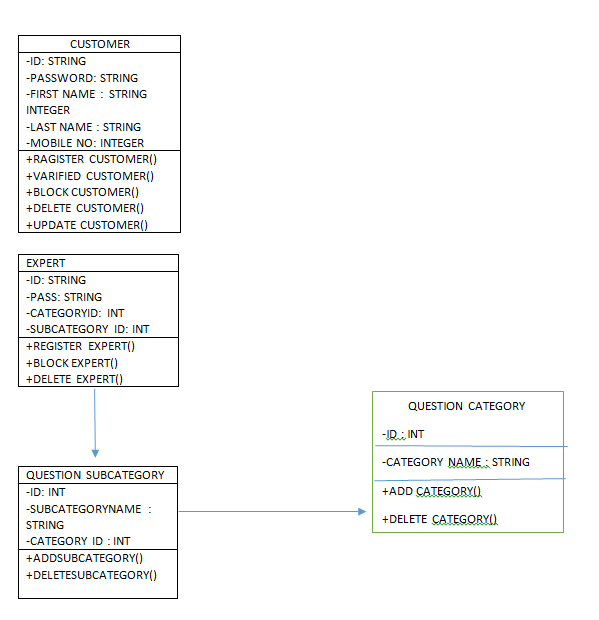 CUSTOMER
-ID: STRING
-PASSWORD: STRING
-FIRST NAME : STRING
INTEGER
-LAST NAME : STRING
-MOBILE NO: INTEGER
+RAGISTER CUSTOMER()
+VARIFIED CUSTOMER()
+BLOCK CUSTOMER()
+DELETE CUSTOMER()
+UPDATE CUSTOMER()
EXPERT
-ID: STRING
-PASS: STRING
-CATEGORYID: INT
-SUBCATEGORY ID: INT
+REGISTER EXPERT()
+BLOCK EXPERT()
+DELETE EXPERT()
QUESTION SUBCATEGORY
-ID: INT
-SUBCATEGORYNAME :
STRING
-CATEGORY ID : INT
+ADDSUBCATEGORY()
+DELETESUBCATEGORY()
QUESTION CATEGORY
-ID : INT
-CATEGORY NAME : STRING
+ADD CATEGORY()
+DELETE CATEGORY()